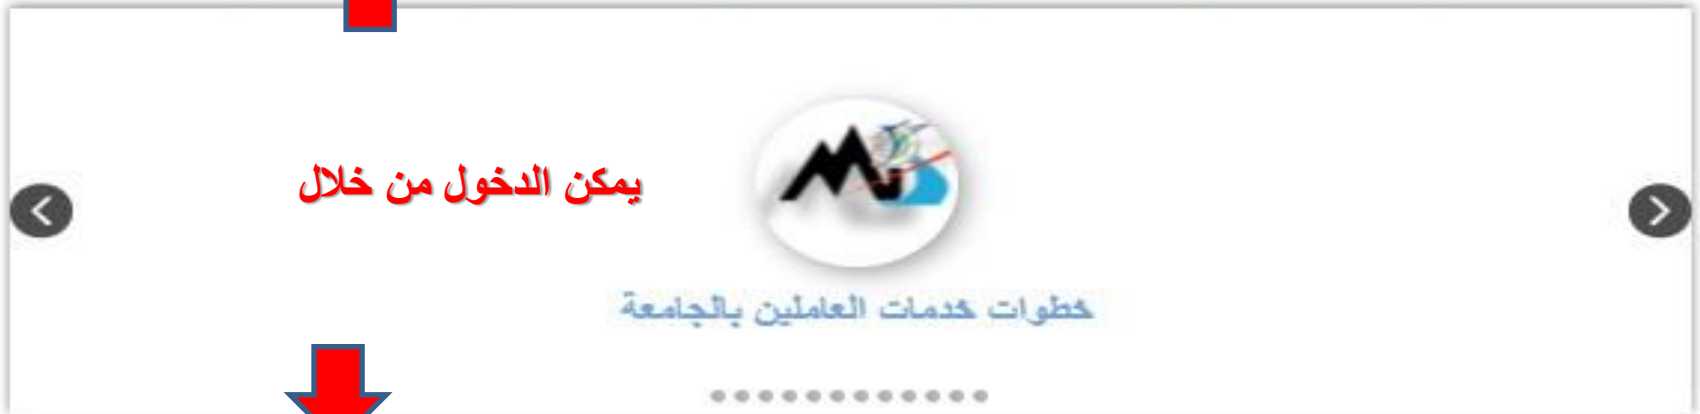 يمكن الدخول من خلال
خطوات خدمات العاملين بالجامعة